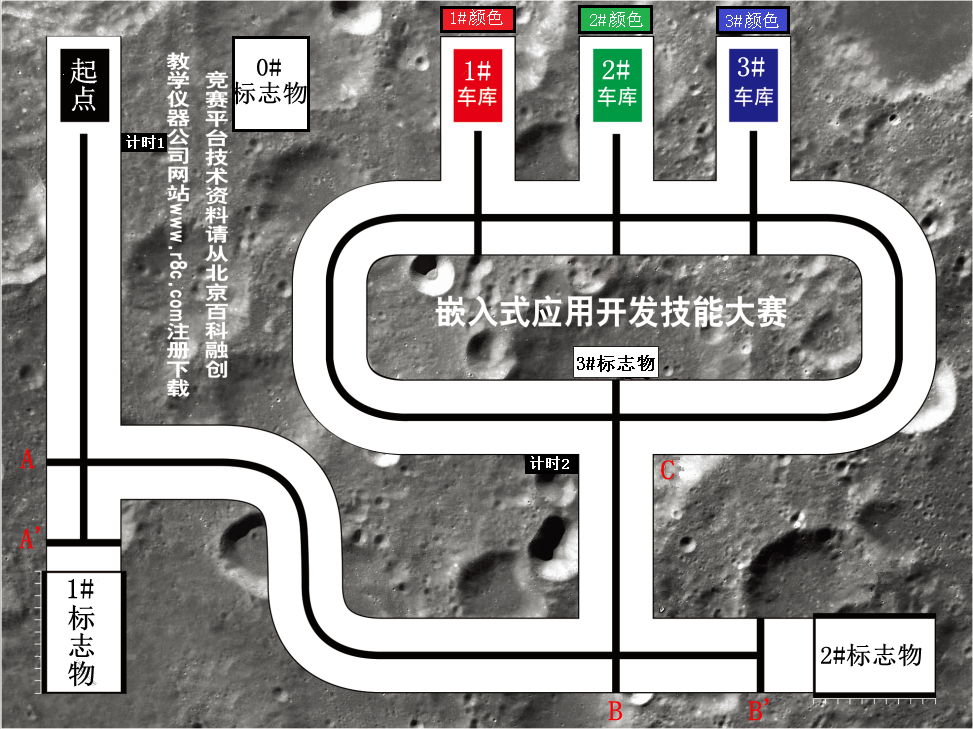 1#颜色
2#颜色
3#颜色
起点
0#
标志物
1#
车库
2#
车库
3#
车库
计时1
竞赛平台技术资料请从北京百科融创
教学仪器公司网站www.r8c.com注册下载
嵌入式应用开发技能大赛
3#标志物
A
计时2
C
A'
1#
标志物
2#标志物
B
B'